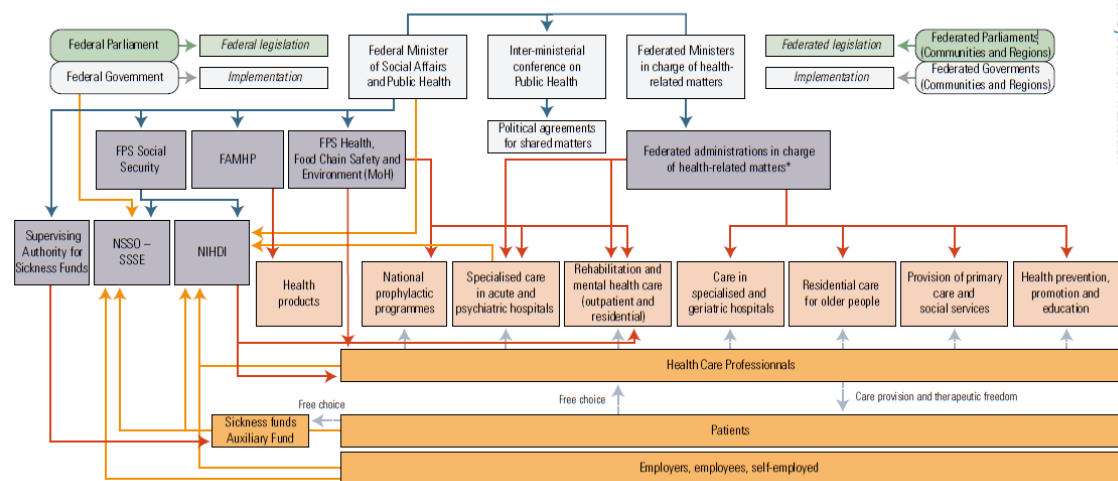 Federal Parliament
Federal legislation
Federal Government
Implementation
Federal Minister
of Social Affairs
and Public Health
Inter-ministerial
conference on
Public Health
Federated Ministers
in charge of health-
related matters
Federated legislation
Federated Parliaments
(Communities and Regions)
Implementation
Federated Goverments
(Communities and Regions)
Political agreements
for shared matters
FPS Social
Security
FAMHP
FPS Health,
Food Chain Safety and
Environment (MoH)
Federated administrations in charge
of health-related matters*
Supervising
Authority for
Sickness Funds
NSSO –
SSSE
NIHDI
Health
products
National
prophylactic
programmes
Specialised care
in acute and
psychiatric hospitals
Rehabilitation and
mental health care
(outpatient and
residential)
Care in
specialised and
geriatric hospitals
Residential care
for older people
Provision of primary
care and
social services
Health prevention,
promotion and
education
Health Care Professionals
Free choice
Free choice
Care provision and therapeutic freedom
Sickness funds
Auxiliary Fund
Patients
Employers, employees, self-employed